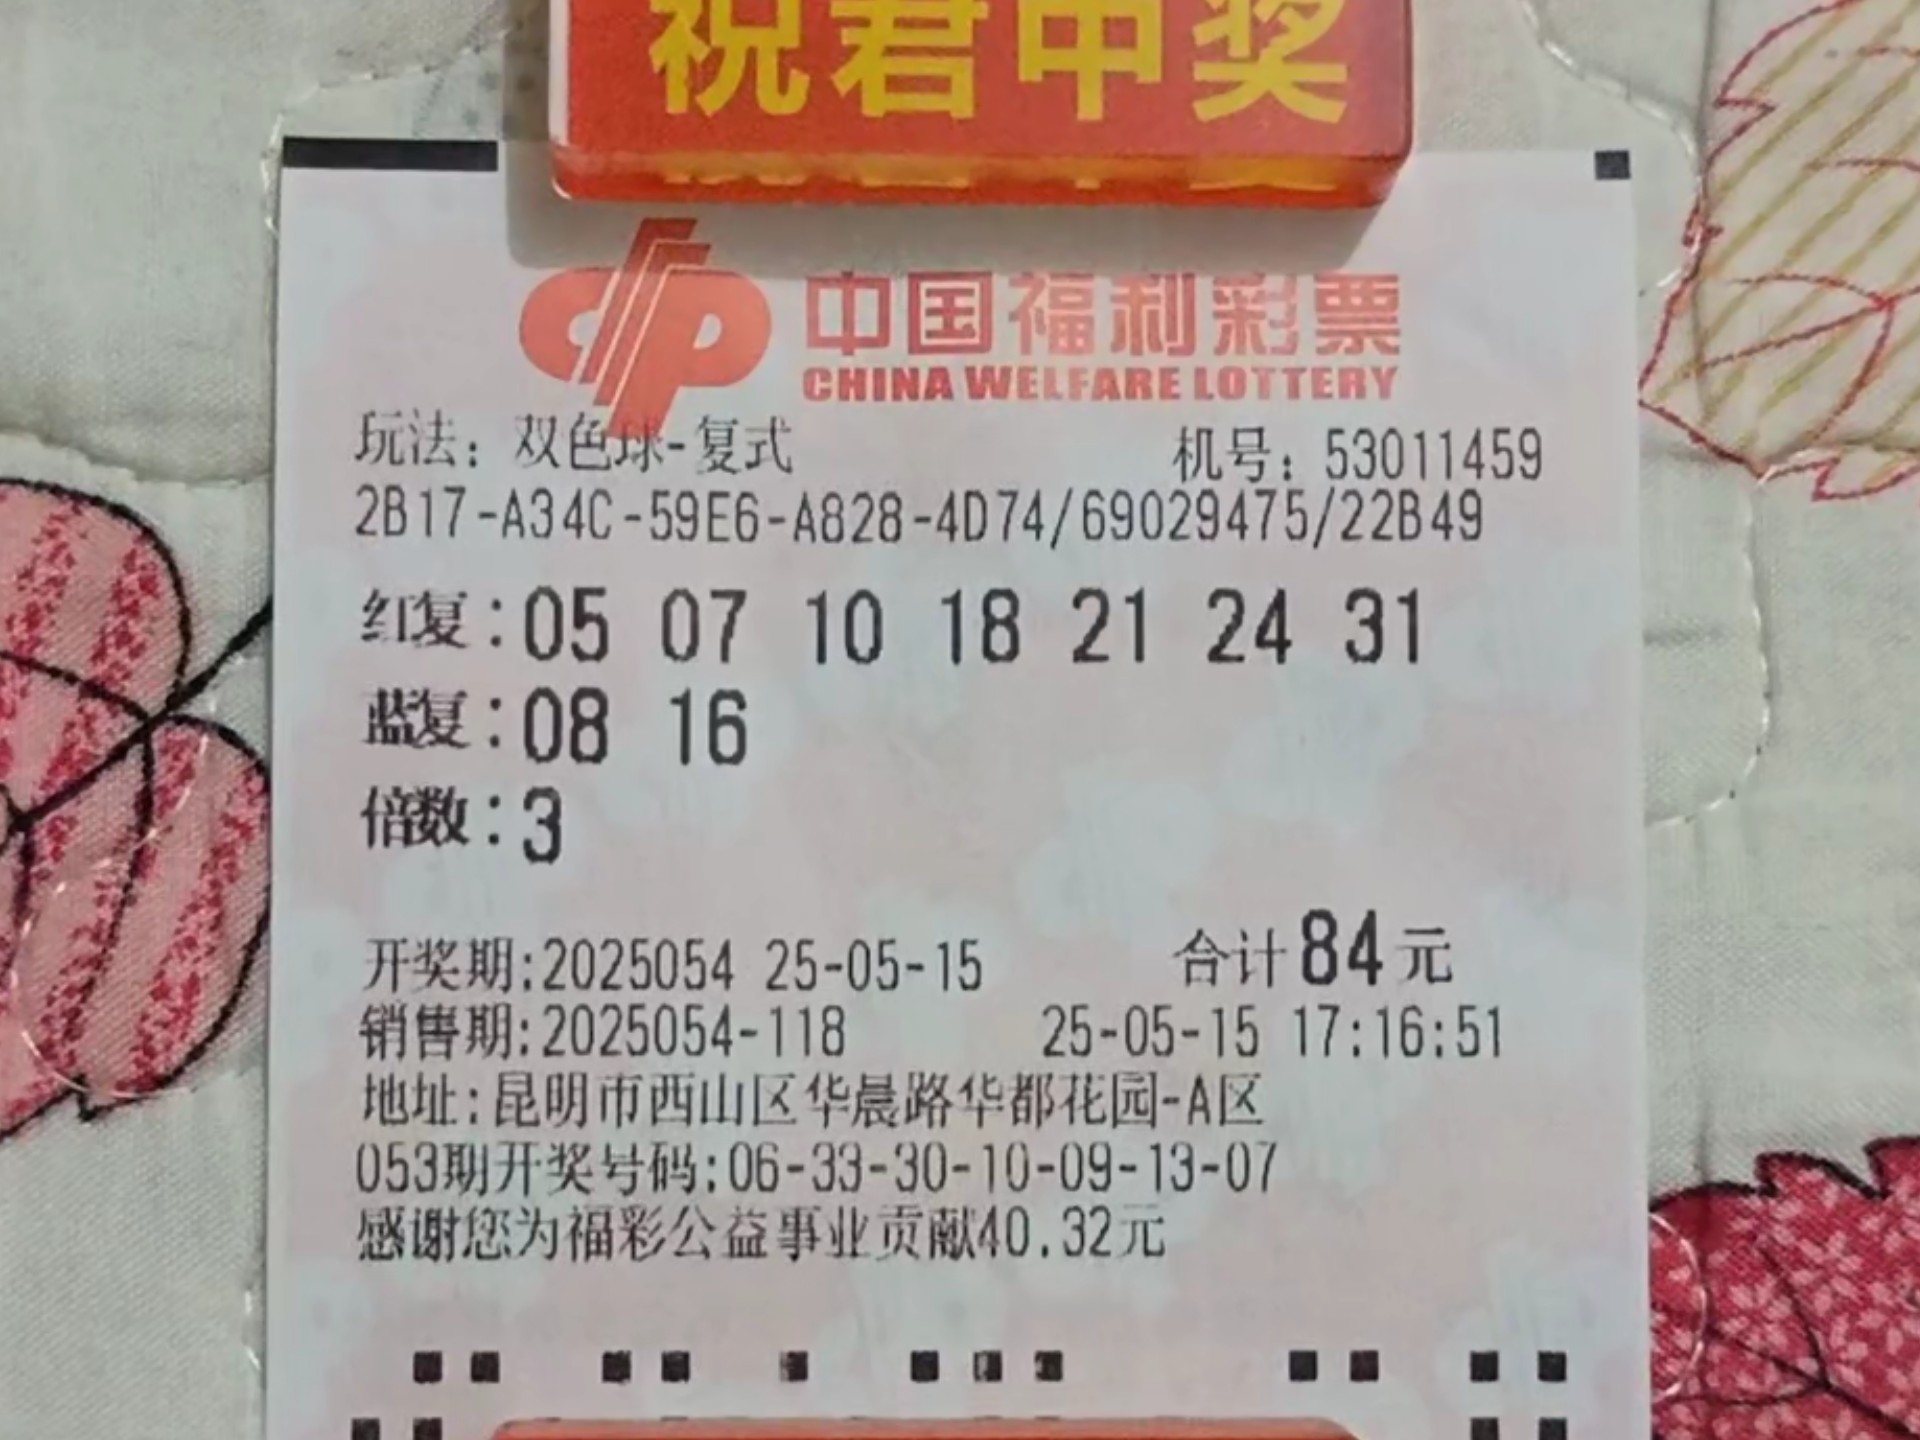 祝君中奖
中国福利彩票
CHINA WELFARE LOTTERY
玩法：双色球-复式 机号：53011459
2B17-A34C-59E6-A828-4D74/69029475/22B49
红复：05 07 10 18 21 24 31
蓝复：08 16
倍数：3
开奖期:2025054 25-05-15 合计84元
销售期:2025054-118 25-05-15 17:16:51
地址:昆明市西山区华晨路华都花园-A区
053期开奖号码:06-33-30-10-09-13-07
感谢您为福彩公益事业贡献40.32元